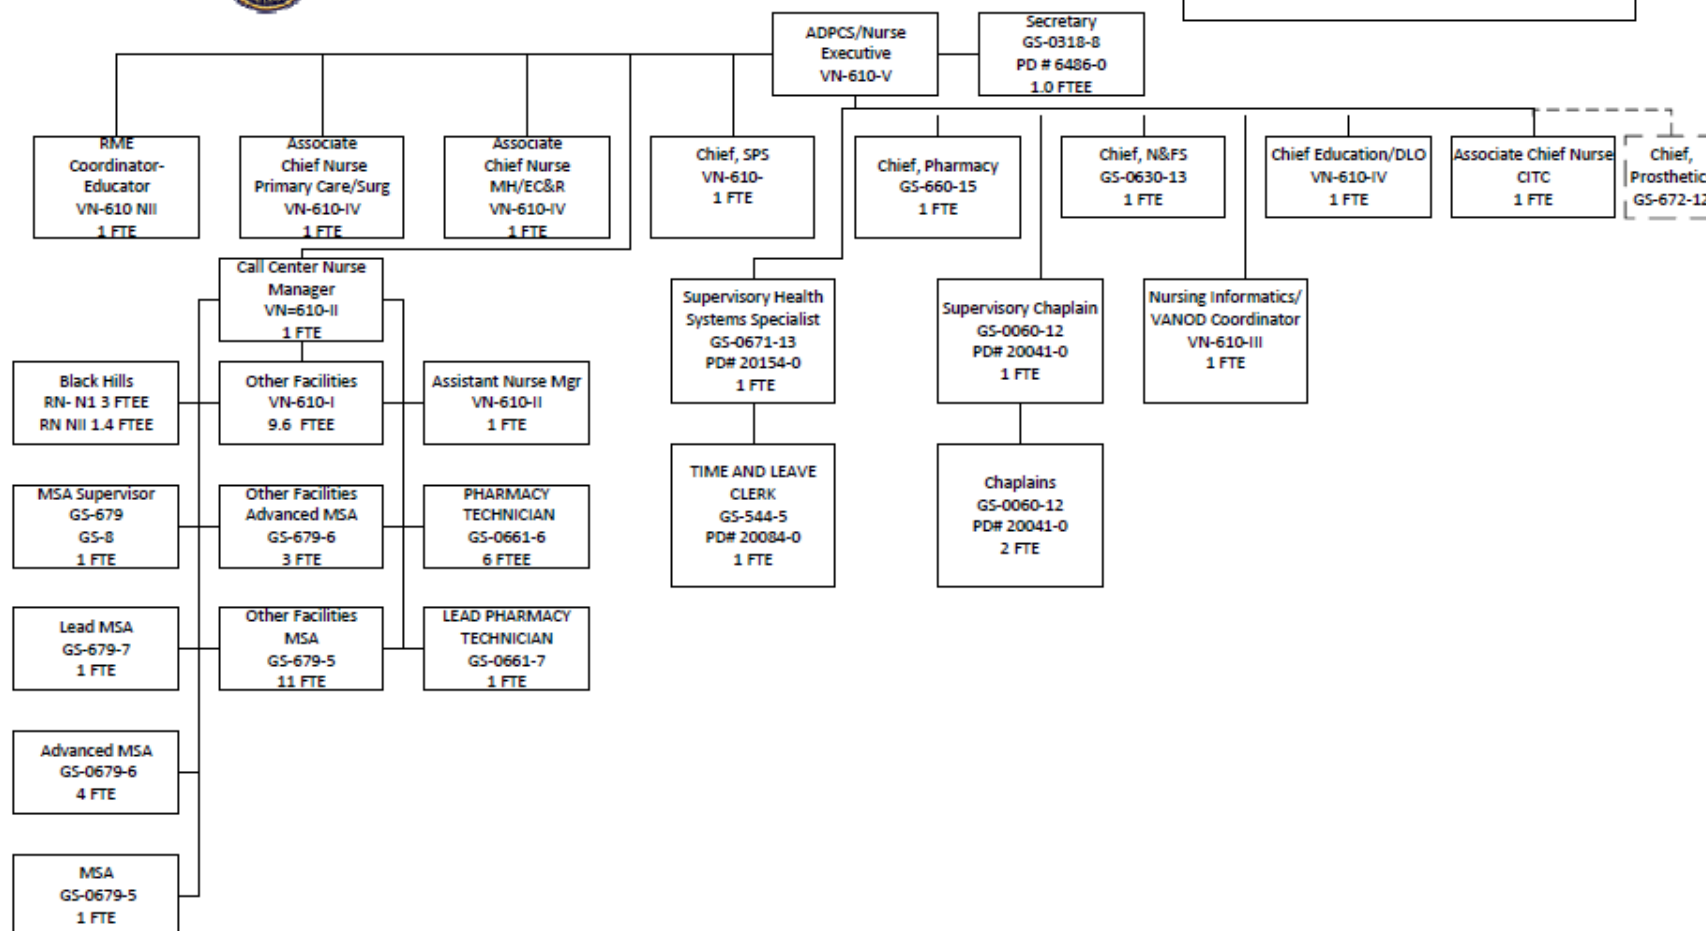 ADPCS/Nurse
Executive
VN-610-V
Secretary
GS-0318-8
PD # 6486-0
1.0 FTEE
RME
Coordinator-
Educator
VN-610 NII
1 FTE
Associate
Chief Nurse
Primary Care/Surg
VN-610-IV
1 FTE
Associate
Chief Nurse
MH/EC&R
VN-610-IV
1 FTE
Chief, SPS
VN-610-
1 FTE
Chief, Pharmacy
GS-660-15
1 FTE
Chief, N&FS
GS-0630-13
1 FTE
Chief Education/DLO
VN-610-IV
1 FTE
Associate Chief Nurse
CITC
1 FTE
Chief,
Prosthetic
GS-672-12
Call Center Nurse
Manager
VN=610-II
1 FTE
Supervisory Health
Systems Specialist
GS-0671-13
PD# 20154-0
1 FTE
Supervisory Chaplain
GS-0060-12
PD# 20041-0
1 FTE
Nursing Informatics/
VANOD Coordinator
VN-610-III
1 FTE
Black Hills
RN- N1 3 FTEE
RN NII 1.4 FTEE
Other Facilities
VN-610-I
9.6 FTEE
Assistant Nurse Mgr
VN-610-II
1 FTE
TIME AND LEAVE
CLERK
GS-544-5
PD# 20084-0
1 FTE
Chaplains
GS-0060-12
PD# 20041-0
2 FTE
MSA Supervisor
GS-679
GS-8
1 FTE
Other Facilities
Advanced MSA
GS-679-6
3 FTE
PHARMACY
TECHNICIAN
GS-0661-6
6 FTEE
Lead MSA
GS-679-7
1 FTE
Other Facilities
MSA
GS-679-5
11 FTE
LEAD PHARMACY
TECHNICIAN
GS-0661-7
1 FTE
Advanced MSA
GS-0679-6
4 FTE
MSA
GS-0679-5
1 FTE